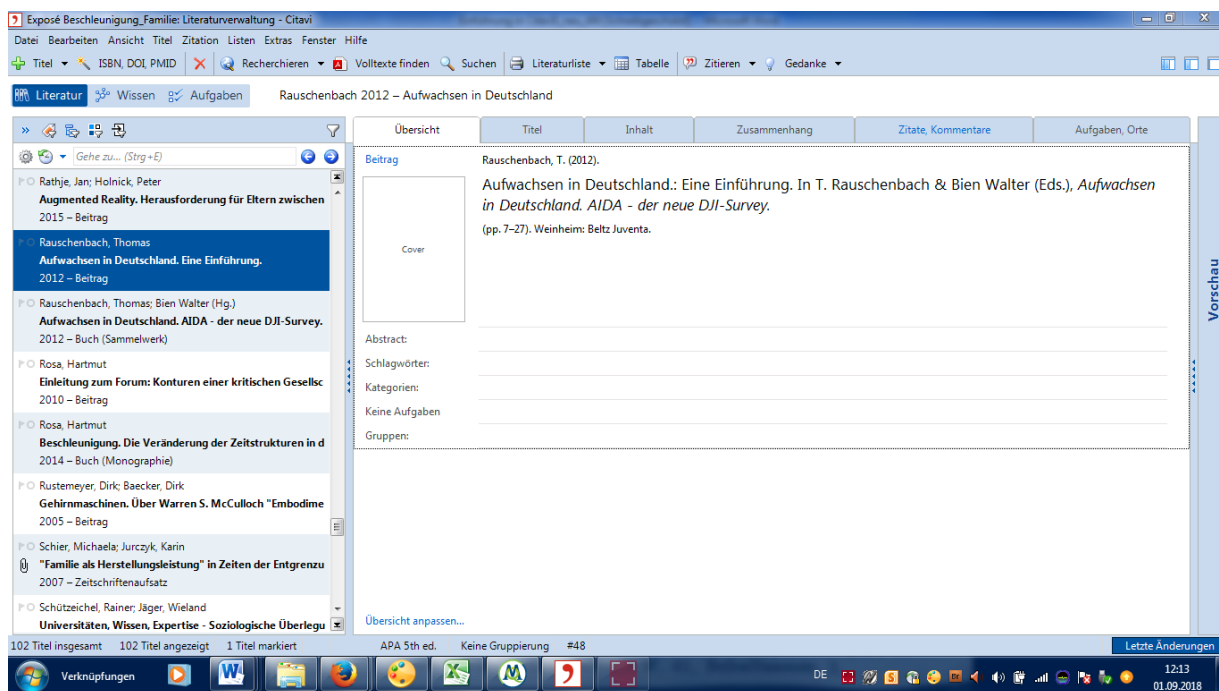 Exposé Beschleunigung_Familie: Literaturverwaltung - Citavi
Datei Bearbeiten Ansicht Titel Zitation Listen Extras Fenster Hilfe
Titel ISBN, DOI, PMID Recherchieren Volltexte finden Suchen Literaturliste Tabelle Zitieren Gedanke
Literatur Wissen Aufgaben Rauschenbach 2012 – Aufwachsen in Deutschland
Gehe zu... (Strg+E)
Rathje, Jan; Holnick, Peter
Augmented Reality. Herausforderung für Eltern zwischen
2015 – Beitrag
Rauschenbach, Thomas
Aufwachsen in Deutschland. Eine Einführung.
2012 – Beitrag
Rauschenbach, Thomas; Bien Walter (Hg.)
Aufwachsen in Deutschland. AIDA - der neue DJI-Survey.
2012 – Buch (Sammelwerk)
Rosa, Hartmut
Einleitung zum Forum: Konturen einer kritischen Gesellsc
2010 – Beitrag
Rosa, Hartmut
Beschleunigung. Die Veränderung der Zeitstrukturen in d
2014 – Buch (Monographie)
Rustemeyer, Dirk; Baecker, Dirk
Gehirnmaschinen. Über Warren S. McCulloch "Embodime
2005 – Beitrag
Schier, Michaela; Jurczyk, Karin
"Familie als Herstellungsleistung" in Zeiten der Entgrenzu
2007 – Zeitschriftenaufsatz
Schützeichel, Rainer; Jäger, Wieland
Universitäten, Wissen, Expertise - Soziologische Überlegu
Übersicht Titel Inhalt Zusammenhang Zitate, Kommentare Aufgaben, Orte
Beitrag
Rauschenbach, T. (2012).
Aufwachsen in Deutschland.: Eine Einführung. In T. Rauschenbach & Bien Walter (Eds.), Aufwachsen
in Deutschland. AIDA - der neue DJI-Survey.
(pp. 7–27). Weinheim: Beltz Juventa.
Cover
Abstract:
Schlagwörter:
Kategorien:
Keine Aufgaben
Gruppen:
Übersicht anpassen...
Vorschau
102 Titel insgesamt 102 Titel angezeigt 1 Titel markiert APA 5th ed. Keine Gruppierung #48 Letzte Änderungen
Verknüpfungen DE 12:13
01.09.2018